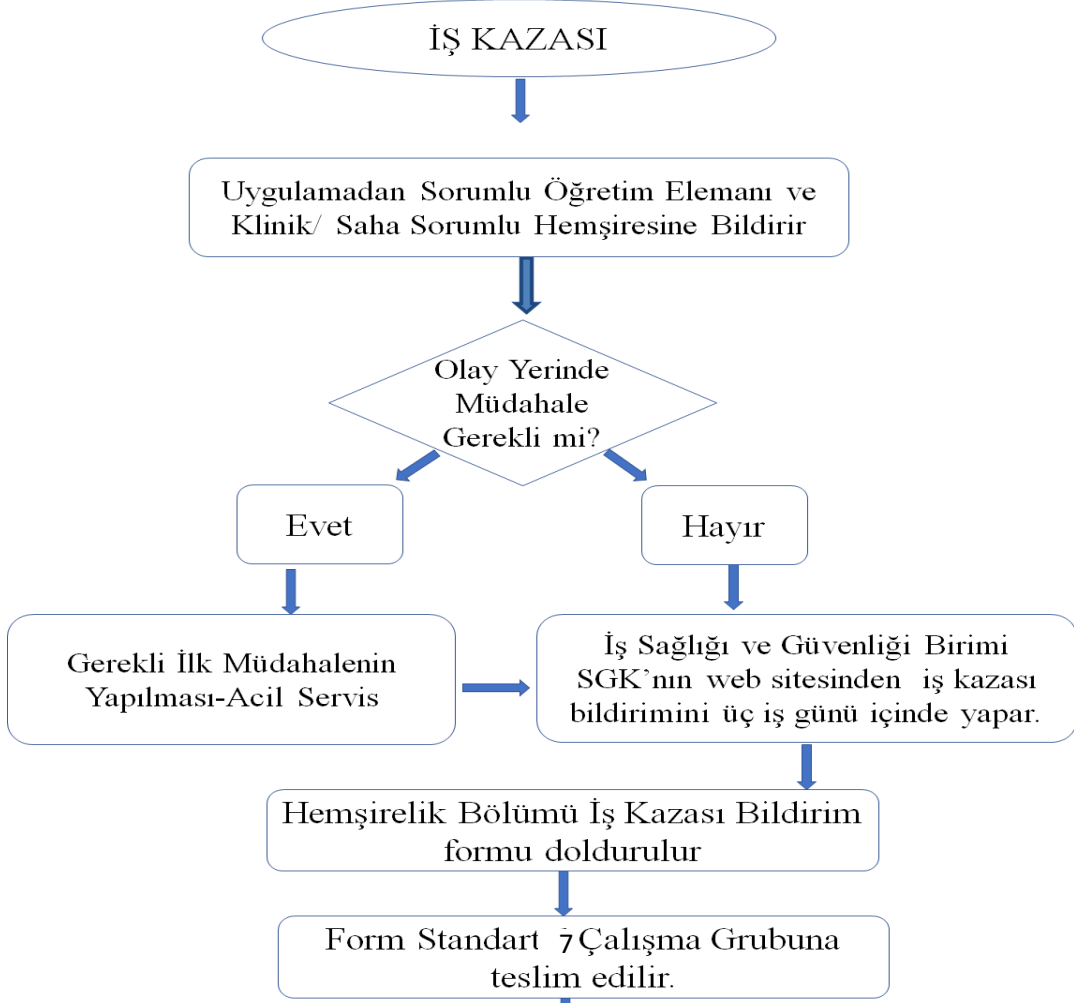 İŞ KAZASI
Uygulamadan Sorumlu Öğretim Elemanı ve
Klinik/ Saha Sorumlu Hemşiresine Bildirir
Olay Yerinde
Müdahale
Gerekli mi?
Evet
Hayır
Gerekli İlk Müdahalenin
Yapılması-Acil Servis
İş Sağlığı ve Güvenliği Birimi
SGK’nın web sitesinden iş kazası
bildirimini üç iş günü içinde yapar.
Hemşirelik Bölümü İş Kazası Bildirim
formu doldurulur
Form Standart 7 Çalışma Grubuna
teslim edilir.